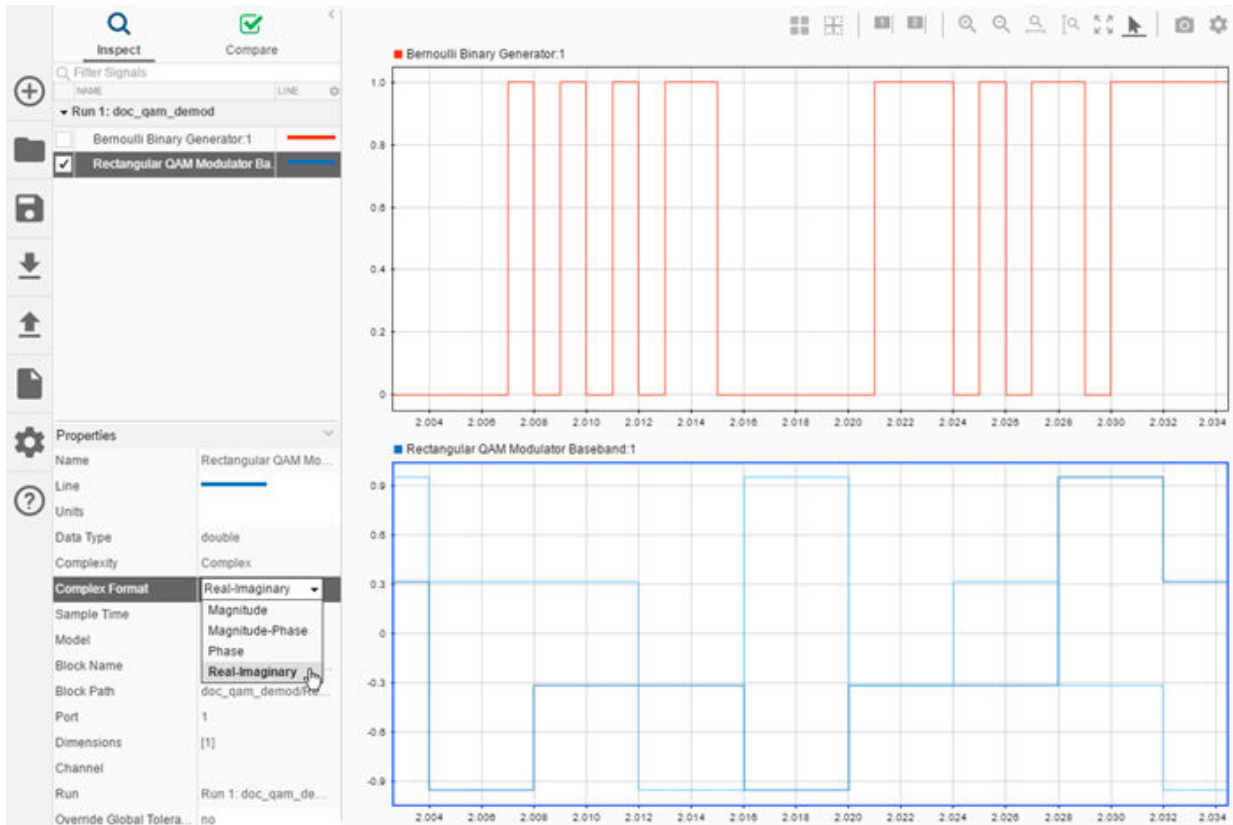 Inspect Compare
Filter Signals
NAME LINE
Run 1: doc_qam_demod
Bernoulli Binary Generator:1
Rectangular QAM Modulator Ba
Properties
Name Rectangular QAM Mo...
Line
Units
Data Type double
Complexity Complex
Complex Format Real-Imaginary
Magnitude
Magnitude-Phase
Phase
Real-Imaginary
Sample Time
Model
Block Name
Block Path doc_qam_demod/Re...
Port 1
Dimensions [1]
Channel
Run Run 1: doc_qam_de...
Override Global Tolera... no
1 2
Bernoulli Binary Generator:1
1.0
0.8
0.6
0.4
0.2
0
2.004 2.006 2.008 2.010 2.012 2.014 2.016 2.018 2.020 2.022 2.024 2.026 2.028 2.030 2.032 2.034
Rectangular QAM Modulator Baseband:1
0.9
0.6
0.3
0
-0.3
-0.6
-0.9
2.004 2.006 2.008 2.010 2.012 2.014 2.016 2.018 2.020 2.022 2.024 2.026 2.028 2.030 2.032 2.034